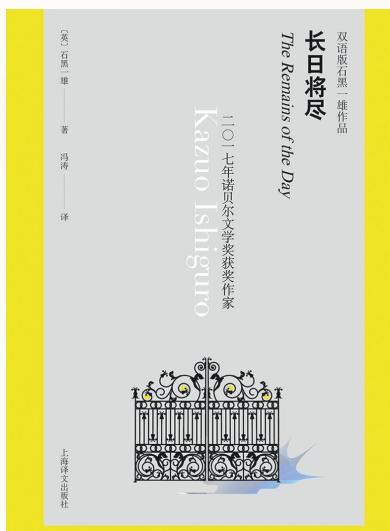 双语版石黑一雄作品
长日将尽
The Remains of the Day
二〇一七年诺贝尔文学奖获奖作家
Kazuo Ishiguro
〔英〕石黑一雄——著
冯涛——译
上海译文出版社